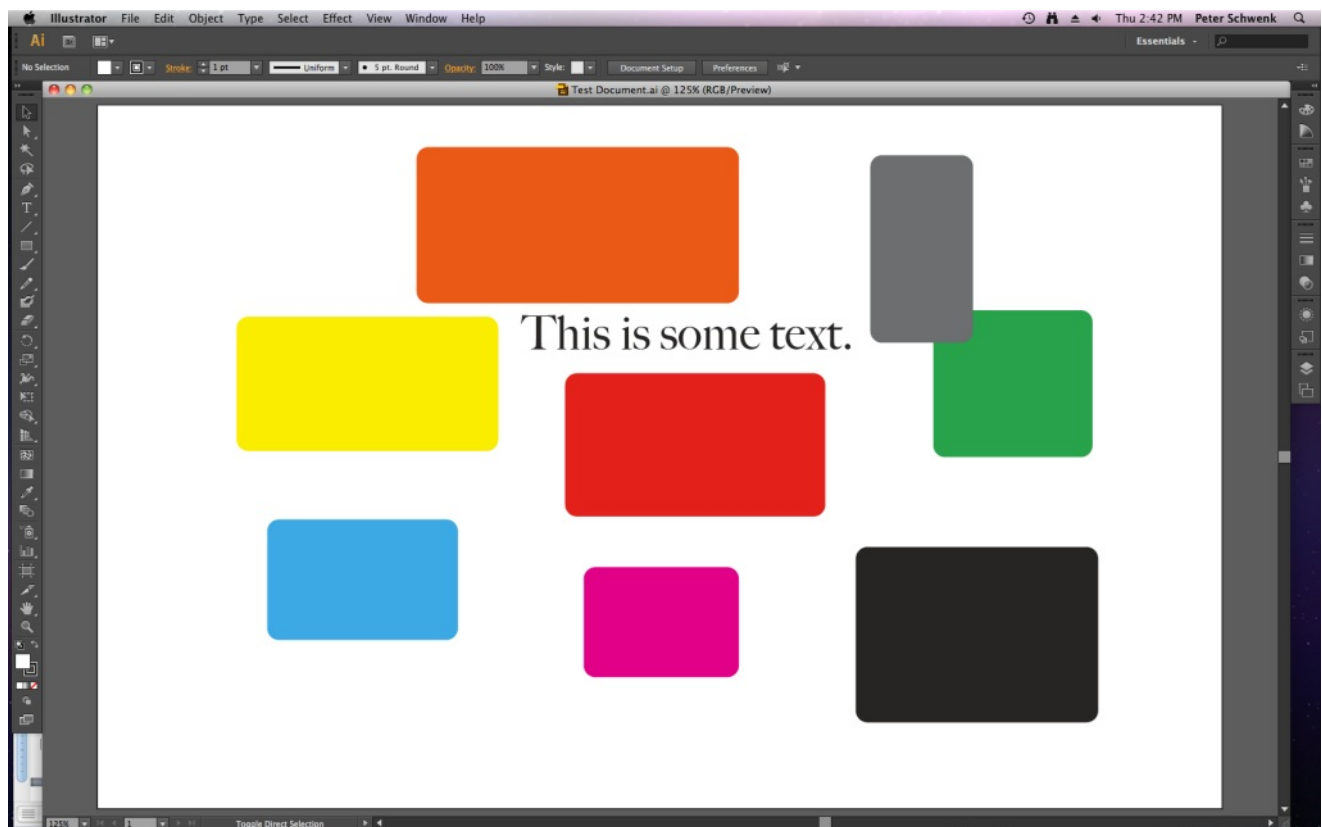 Illustrator File Edit Object Type Select Effect View Window Help Thu 2:42 PM Peter Schwenk
Ai Br Essentials
No Selection Stroke: 1 pt Uniform 5 pt. Round Opacity: 100% Style: Document Setup Preferences
Test Document.ai @ 125% (RGB/Preview)
T
This is some text.
125% 1 Toggle Direct Selection